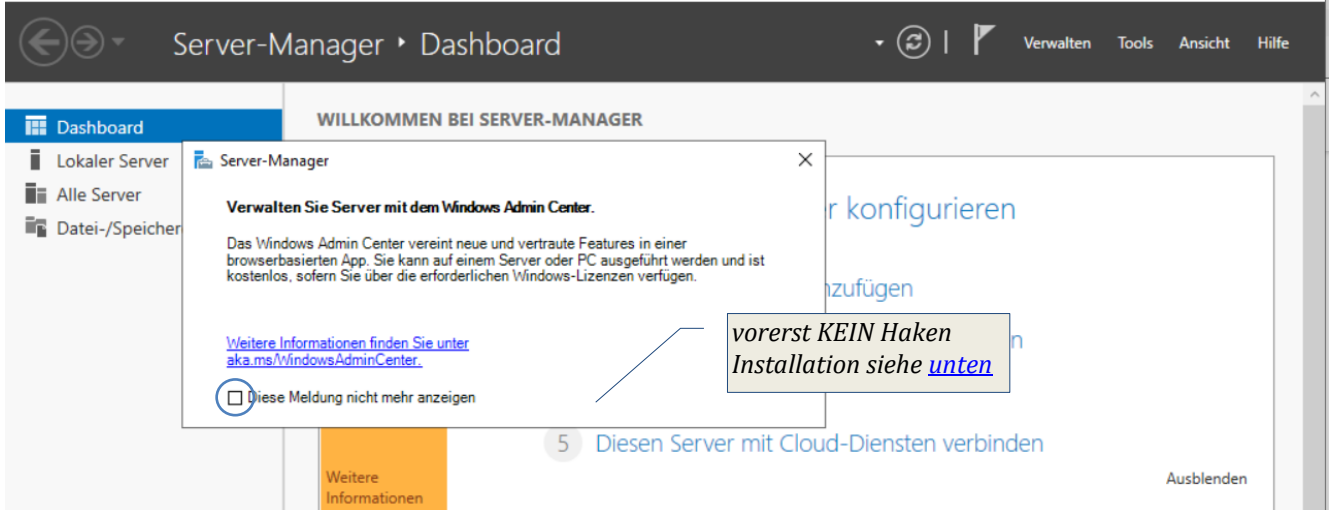 Server-Manager ‣ Dashboard
Verwalten Tools Ansicht Hilfe
Dashboard
Lokaler Server
Alle Server
Datei-/Speicher
WILLKOMMEN BEI SERVER-MANAGER
Server-Manager
Verwalten Sie Server mit dem Windows Admin Center.
Das Windows Admin Center vereint neue und vertraute Features in einer
browserbasierten App. Sie kann auf einem Server oder PC ausgeführt werden und ist
kostenlos, sofern Sie über die erforderlichen Windows-Lizenzen verfügen.
Weitere Informationen finden Sie unter
aka.ms/WindowsAdminCenter.
Diese Meldung nicht mehr anzeigen
r konfigurieren
nzufügen
n
vorerst KEIN Haken
Installation siehe unten
5 Diesen Server mit Cloud-Diensten verbinden
Weitere
Informationen
Ausblenden